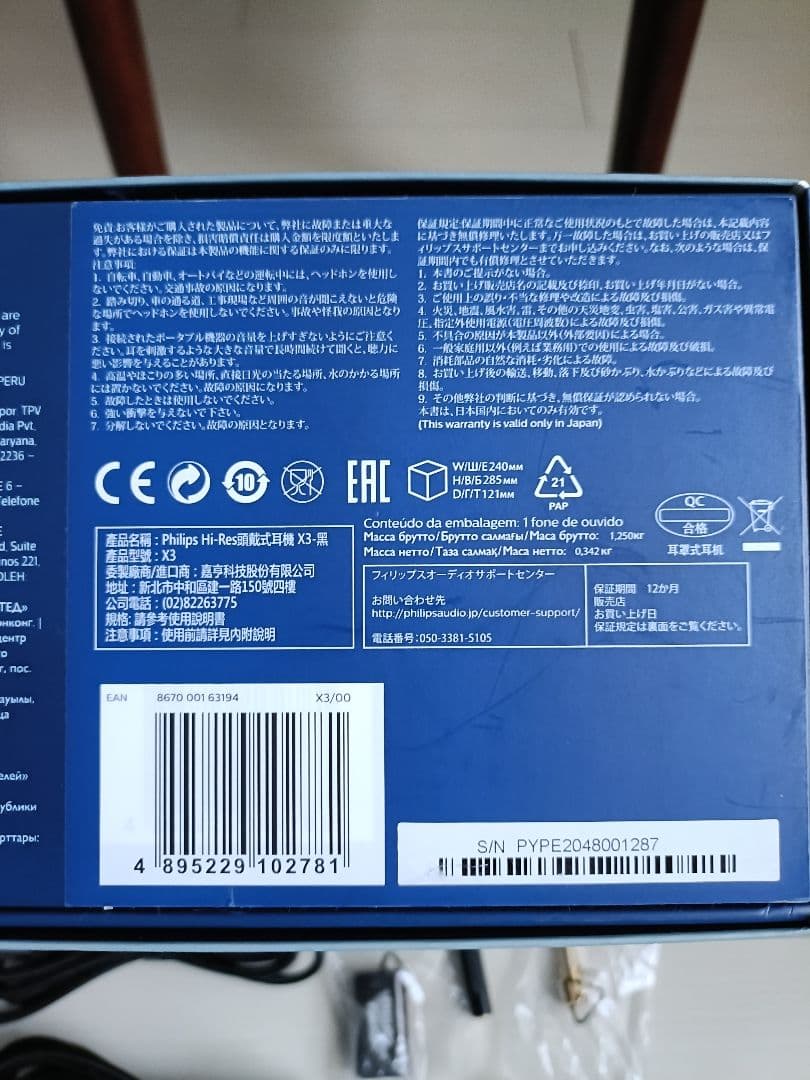 are
y of
is
PERU
por TPV
dia Pvt.
aryana,
2236 –
E 6 –
elefone
E
d, Suite
nos 221,
OLEH
ТЕД»
нконг. |
центр
го
г, пос.
ауылы,
ца
елей»
ублики
рттары:
免責:お客様がご購入された製品について、弊社に故障または重大な
過失がある場合を除き、損害賠償責任は購入金額を限度額といたしま
す。弊社における保証は本製品の機能に関する保証のみに限ります。
注意事項:
1. 自転車、自動車、オートバイなどの運転中には、ヘッドホンを使用し
ないでください。交通事故の原因になります。
2. 踏み切り、車の通る道、工事現場など周囲の音が聞こえないと危険
な場所でヘッドホンを使用しないでください。事故や怪我の原因となり
ます。
3. 接続されたポータブル機器の音量を上げすぎないようにご注意く
ださい。耳を刺激するような大きな音量で長時間続けて聞くと、聴力に
悪い影響を与えることがあります。
4. 高温やほこりの多い場所、直接日光の当たる場所、水のかかる場所
には置かないでください。故障の原因になります。
5. 故障したときは使用しないでください。
6. 強い衝撃を与えないで下さい。
7. 分解しないでください。故障の原因となります。
保証規定:保証期間中に正常なご使用状況のもとで故障した場合は、本記載内容
に基づき無償修理いたします。万一故障した場合は、お買い上げの販売店又はフ
ィリップスサポートセンターまでお申し込みください。なお、次のような場合は、保
証期間内でも有償修理とさせていただきます。
1. 本書のご提示がない場合。
2. お買い上げ販売店名の記載及び捺印、お買い上げ年月日がない場合。
3. ご使用上の誤り・不当な修理や改造による故障及び損傷。
4. 火災、地震、風水害、雷、その他の天災地変、虫害、塩害、公害、ガス害や異常電
圧、指定外使用電源(電圧周波数)による故障及び損傷。
5. 不具合の原因が本製品以外(外部要因)による場合。
6. 一般家庭用以外(例えば業務用)での使用による故障及び破損。
7. 消耗部品の自然な消耗・劣化による故障。
8. お買い上げ後の輸送、移動、落下及び砂かぶり、水かぶりなどによる故障及び
損傷。
9. その他弊社の判断に基づき、無償保証が認められない場合。
本書は、日本国内においてのみ有効です。
(This warranty is valid only in Japan)
CE
10
EAC
W/Ш/Е240мм
H/В/Б285мм
D/Г/Т121мм
21
PAP
QC
合格
耳罩式耳机
Conteúdo da embalagem: 1 fone de ouvido
Масса брутто/Брутто салмағы/Маса брутто: 1,250кг
Масса нетто/Таза салмақ/Маса нетто: 0,342 кг
產品名稱:Philips Hi-Res頭戴式耳機 X3-黑
產品型號:X3
委製廠商/進口商:嘉亨科技股份有限公司
地址:新北市中和區建一路150號四樓
公司電話:(02)82263775
規格:請參考使用說明書
注意事項:使用前請詳見內附說明
フィリップスオーディオサポートセンター
お問い合わせ先
http://philipsaudio.jp/customer-support/
電話番号:050-3381-5105
保証期間 12か月
販売店
お買い上げ日
保証規定は裏面をご覧ください。
EAN 8670 001 63194 X3/00
4 895229 102781
S/N PYPE2048001287